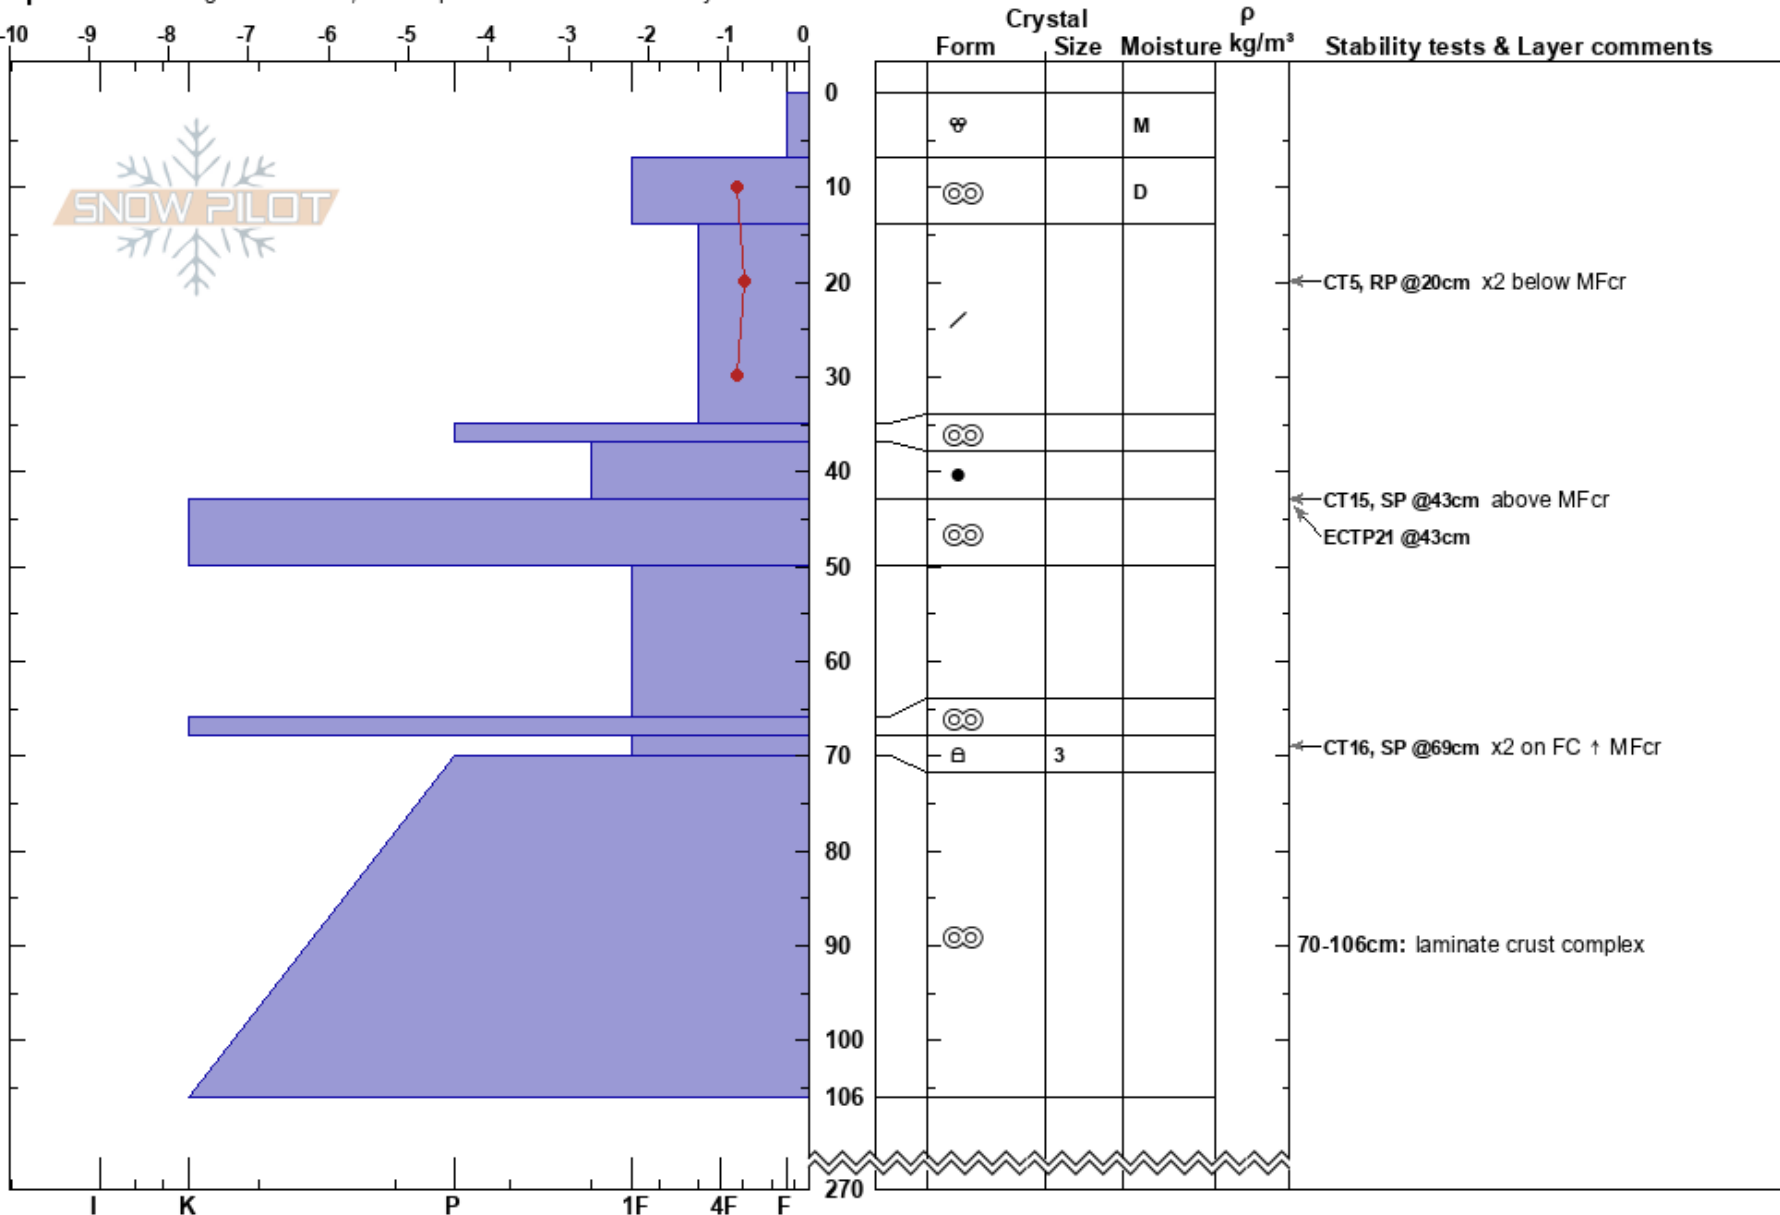 Crystal ρ
-10 -9 -8 -7 -6 -5 -4 -3 -2 -1 0 Form Size Moisture kg/m³ Stability tests & Layer comments
0
M
SNOW PILOT
10 D
20 CT5, RP @20cm x2 below MFcr
30
40
CT15, SP @43cm above MFcr
ECTP21 @43cm
50
60
70 3 CT16, SP @69cm x2 on FC ↑ MFcr
80
90 70-106cm: laminate crust complex
100
106
270
I K P 1F 4F F